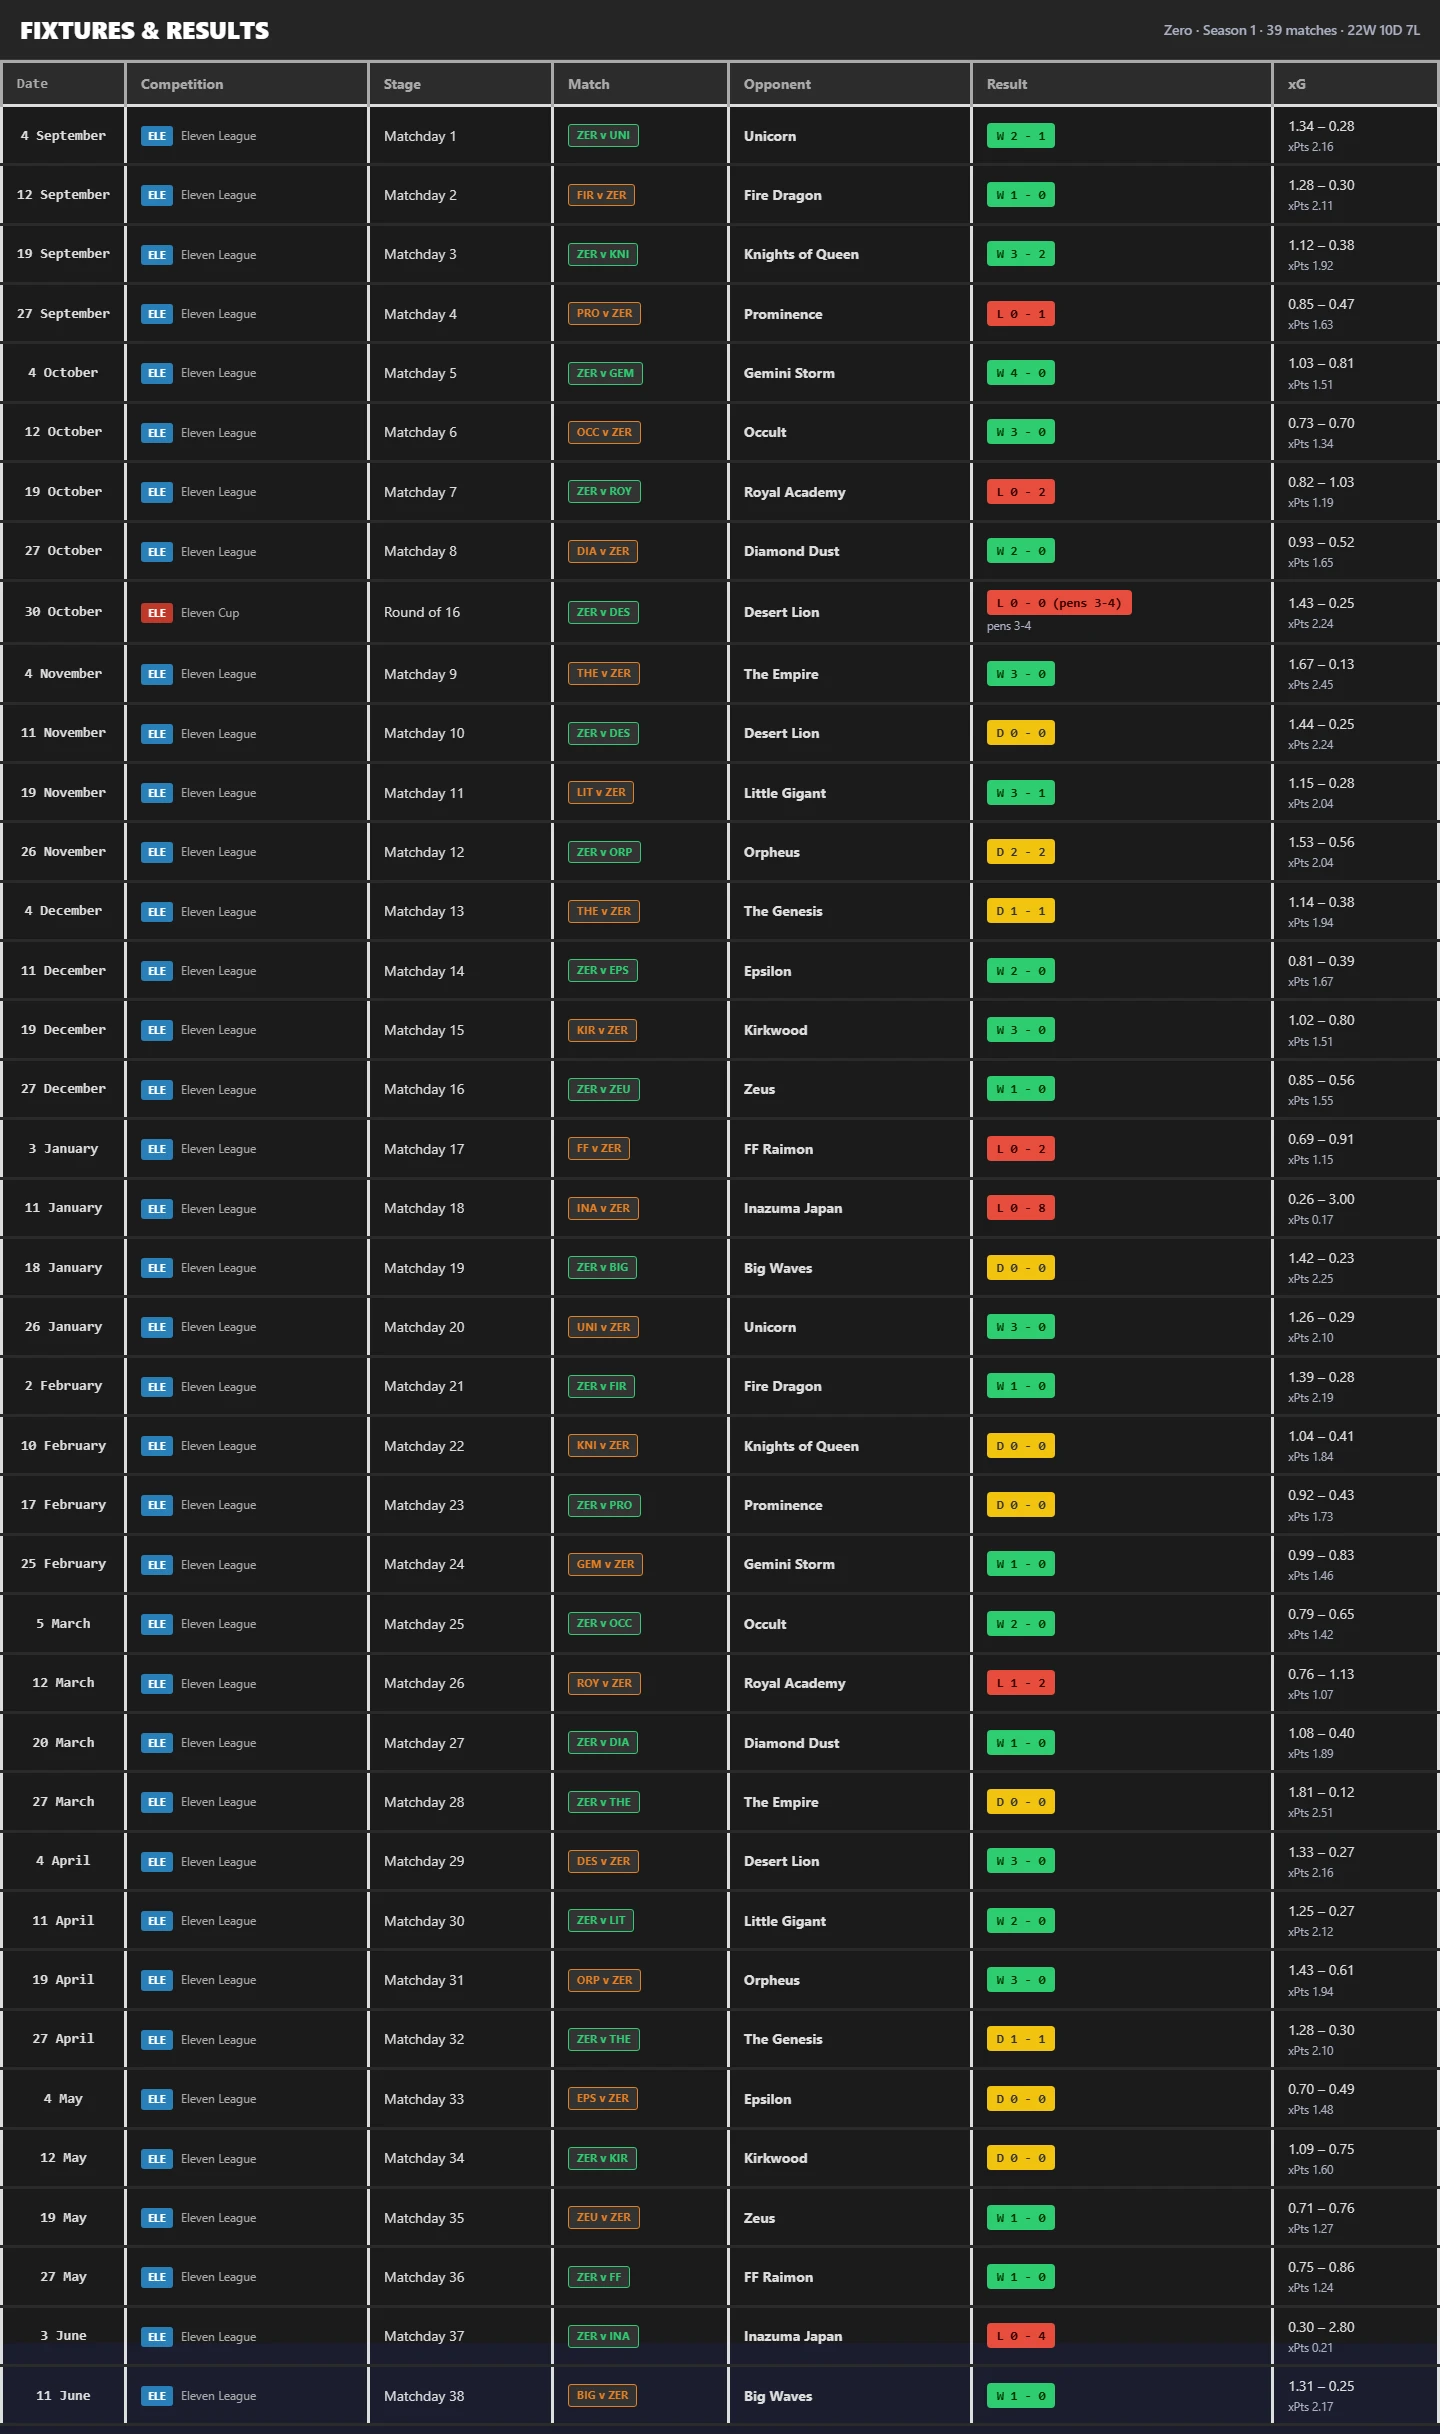 FIXTURES & RESULTS
Zero · Season 1 · 39 matches · 22W 10D 7L
Date Competition Stage Match Opponent Result xG
4 September ELE Eleven League Matchday 1 ZER v UNI Unicorn W 2 - 1 1.34 – 0.28
xPts 2.16
12 September ELE Eleven League Matchday 2 FIR v ZER Fire Dragon W 1 - 0 1.28 – 0.30
xPts 2.11
19 September ELE Eleven League Matchday 3 ZER v KNI Knights of Queen W 3 - 2 1.12 – 0.38
xPts 1.92
27 September ELE Eleven League Matchday 4 PRO v ZER Prominence L 0 - 1 0.85 – 0.47
xPts 1.63
4 October ELE Eleven League Matchday 5 ZER v GEM Gemini Storm W 4 - 0 1.03 – 0.81
xPts 1.51
12 October ELE Eleven League Matchday 6 OCC v ZER Occult W 3 - 0 0.73 – 0.70
xPts 1.34
19 October ELE Eleven League Matchday 7 ZER v ROY Royal Academy L 0 - 2 0.82 – 1.03
xPts 1.19
27 October ELE Eleven League Matchday 8 DIA v ZER Diamond Dust W 2 - 0 0.93 – 0.52
xPts 1.65
30 October ELE Eleven Cup Round of 16 ZER v DES Desert Lion L 0 - 0 (pens 3-4) 1.43 – 0.25
pens 3-4 xPts 2.24
4 November ELE Eleven League Matchday 9 THE v ZER The Empire W 3 - 0 1.67 – 0.13
xPts 2.45
11 November ELE Eleven League Matchday 10 ZER v DES Desert Lion D 0 - 0 1.44 – 0.25
xPts 2.24
19 November ELE Eleven League Matchday 11 LIT v ZER Little Gigant W 3 - 1 1.15 – 0.28
xPts 2.04
26 November ELE Eleven League Matchday 12 ZER v ORP Orpheus D 2 - 2 1.53 – 0.56
xPts 2.04
4 December ELE Eleven League Matchday 13 THE v ZER The Genesis D 1 - 1 1.14 – 0.38
xPts 1.94
11 December ELE Eleven League Matchday 14 ZER v EPS Epsilon W 2 - 0 0.81 – 0.39
xPts 1.67
19 December ELE Eleven League Matchday 15 KIR v ZER Kirkwood W 3 - 0 1.02 – 0.80
xPts 1.51
27 December ELE Eleven League Matchday 16 ZER v ZEU Zeus W 1 - 0 0.85 – 0.56
xPts 1.55
3 January ELE Eleven League Matchday 17 FF v ZER FF Raimon L 0 - 2 0.69 – 0.91
xPts 1.15
11 January ELE Eleven League Matchday 18 INA v ZER Inazuma Japan L 0 - 8 0.26 – 3.00
xPts 0.17
18 January ELE Eleven League Matchday 19 ZER v BIG Big Waves D 0 - 0 1.42 – 0.23
xPts 2.25
26 January ELE Eleven League Matchday 20 UNI v ZER Unicorn W 3 - 0 1.26 – 0.29
xPts 2.10
2 February ELE Eleven League Matchday 21 ZER v FIR Fire Dragon W 1 - 0 1.39 – 0.28
xPts 2.19
10 February ELE Eleven League Matchday 22 KNI v ZER Knights of Queen D 0 - 0 1.04 – 0.41
xPts 1.84
17 February ELE Eleven League Matchday 23 ZER v PRO Prominence D 0 - 0 0.92 – 0.43
xPts 1.73
25 February ELE Eleven League Matchday 24 GEM v ZER Gemini Storm W 1 - 0 0.99 – 0.83
xPts 1.46
5 March ELE Eleven League Matchday 25 ZER v OCC Occult W 2 - 0 0.79 – 0.65
xPts 1.42
12 March ELE Eleven League Matchday 26 ROY v ZER Royal Academy L 1 - 2 0.76 – 1.13
xPts 1.07
20 March ELE Eleven League Matchday 27 ZER v DIA Diamond Dust W 1 - 0 1.08 – 0.40
xPts 1.89
27 March ELE Eleven League Matchday 28 ZER v THE The Empire D 0 - 0 1.81 – 0.12
xPts 2.51
4 April ELE Eleven League Matchday 29 DES v ZER Desert Lion W 3 - 0 1.33 – 0.27
xPts 2.16
11 April ELE Eleven League Matchday 30 ZER v LIT Little Gigant W 2 - 0 1.25 – 0.27
xPts 2.12
19 April ELE Eleven League Matchday 31 ORP v ZER Orpheus W 3 - 0 1.43 – 0.61
xPts 1.94
27 April ELE Eleven League Matchday 32 ZER v THE The Genesis D 1 - 1 1.28 – 0.30
xPts 2.10
4 May ELE Eleven League Matchday 33 EPS v ZER Epsilon D 0 - 0 0.70 – 0.49
xPts 1.48
12 May ELE Eleven League Matchday 34 ZER v KIR Kirkwood D 0 - 0 1.09 – 0.75
xPts 1.60
19 May ELE Eleven League Matchday 35 ZEU v ZER Zeus W 1 - 0 0.71 – 0.76
xPts 1.27
27 May ELE Eleven League Matchday 36 ZER v FF FF Raimon W 1 - 0 0.75 – 0.86
xPts 1.24
3 June ELE Eleven League Matchday 37 ZER v INA Inazuma Japan L 0 - 4 0.30 – 2.80
xPts 0.21
11 June ELE Eleven League Matchday 38 BIG v ZER Big Waves W 1 - 0 1.31 – 0.25
xPts 2.17